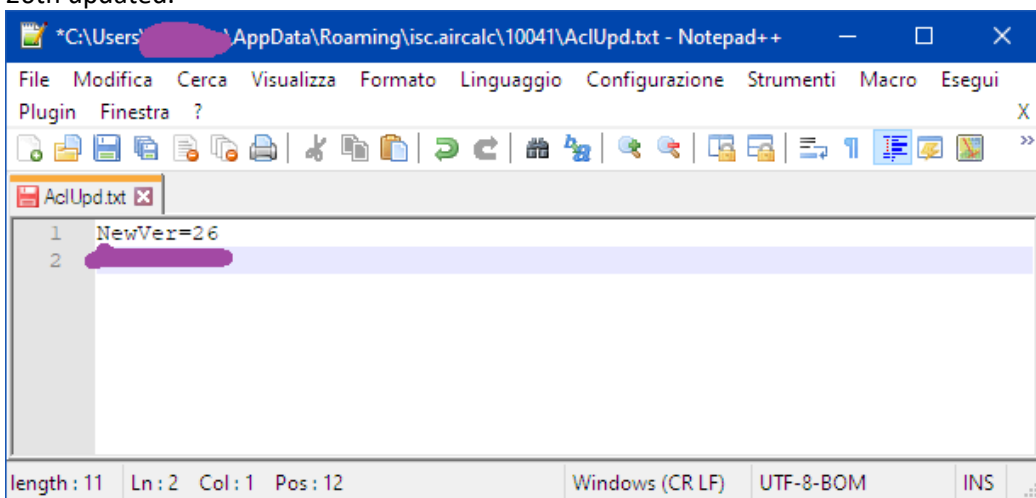 *C:\Users\ \AppData\Roaming\isc.aircalc\10041\AclUpd.txt - Notepad++
File Modifica Cerca Visualizza Formato Linguaggio Configurazione Strumenti Macro Esegui
Plugin Finestra ? X
AclUpd.txt
1 NewVer=26
2
length : 11 Ln : 2 Col : 1 Pos : 12 Windows (CR LF) UTF-8-BOM INS